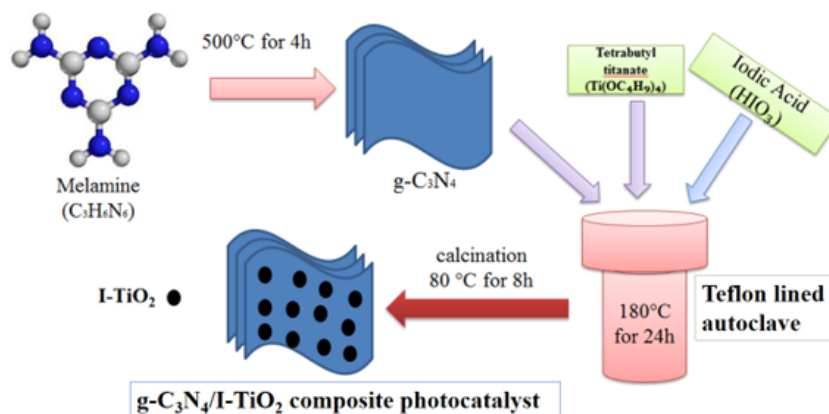 500°C for 4h
Tetrabutyl
titanate
(Ti(OC₄H₉)₄)
Iodic Acid
(HIO₃)
Melamine
(C₃H₆N₆)
g-C₃N₄
I-TiO₂
calcination
80 °C for 8h
180°C
for 24h
Teflon lined
autoclave
g-C₃N₄/I-TiO₂ composite photocatalyst